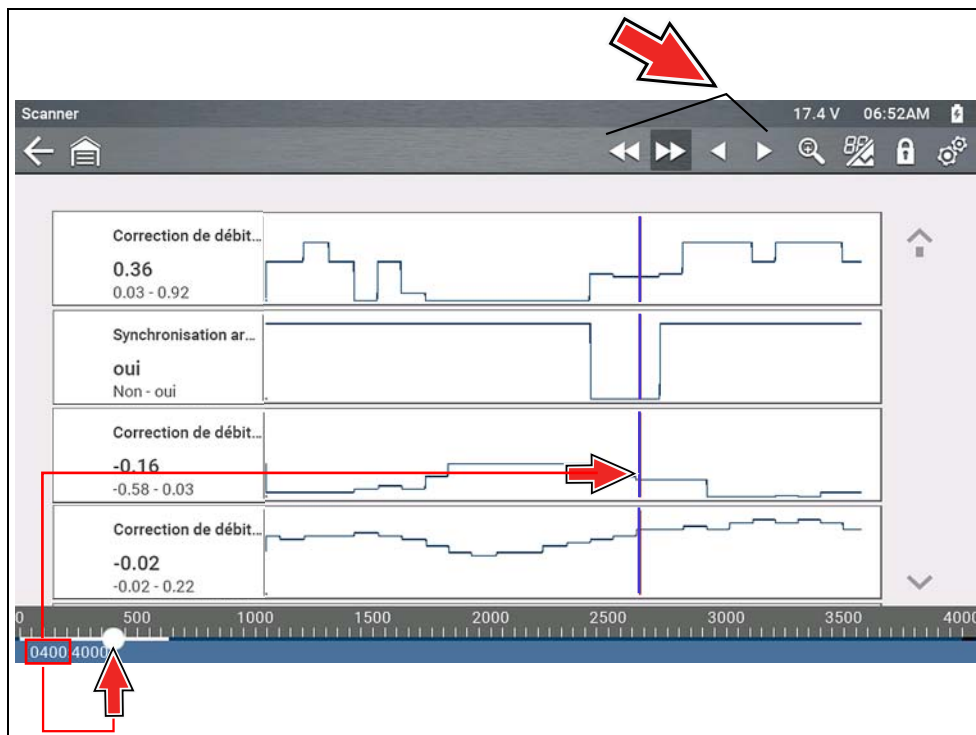 Scanner
17.4 V 06:52AM
Correction de débit...
0.36
0.03 - 0.92
Synchronisation ar...
oui
Non - oui
Correction de débit...
-0.16
-0.58 - 0.03
Correction de débit...
-0.02
-0.02 - 0.22
0 500 1000 1500 2000 2500 3000 3500 4000
0400 4000